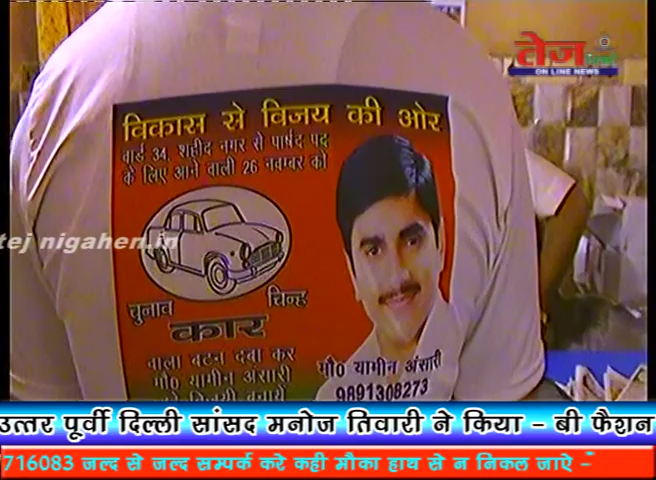 तेज
ON LINE NEWS
विकास से विजय की ओर
वार्ड 34, शहीद नगर से पार्षद पद
के लिए आने वाली 26 नवम्बर को
tej nigahen.in
चुनाव चिन्ह
कार
वाला बटन दबा कर
मौ० यामीन अंसारी
मौ० यामीन अंसारी
9891308273
उत्तर पूर्वी दिल्ली सांसद मनोज तिवारी ने किया - बी फैशन
716083 जल्द से जल्द सम्पर्क करे कही मौका हाथ से न निकल जाऐ -